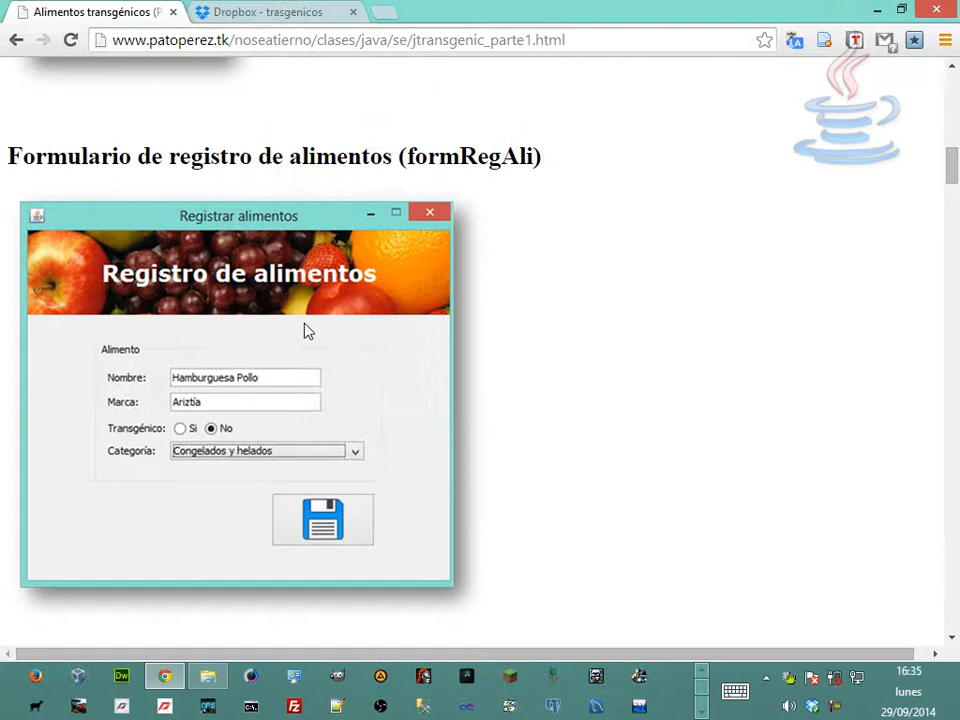 Alimentos transgénicos (P
Dropbox - trasgenicos
www.patoperez.tk/noseatierno/clases/java/se/jtransgenic_parte1.html
Formulario de registro de alimentos (formRegAli)
Registrar alimentos
Registro de alimentos
Alimento
Nombre: Hamburguesa Pollo
Marca: Ariztía
Transgénico: Si No
Categoría: Congelados y helados
16:35
lunes
29/09/2014